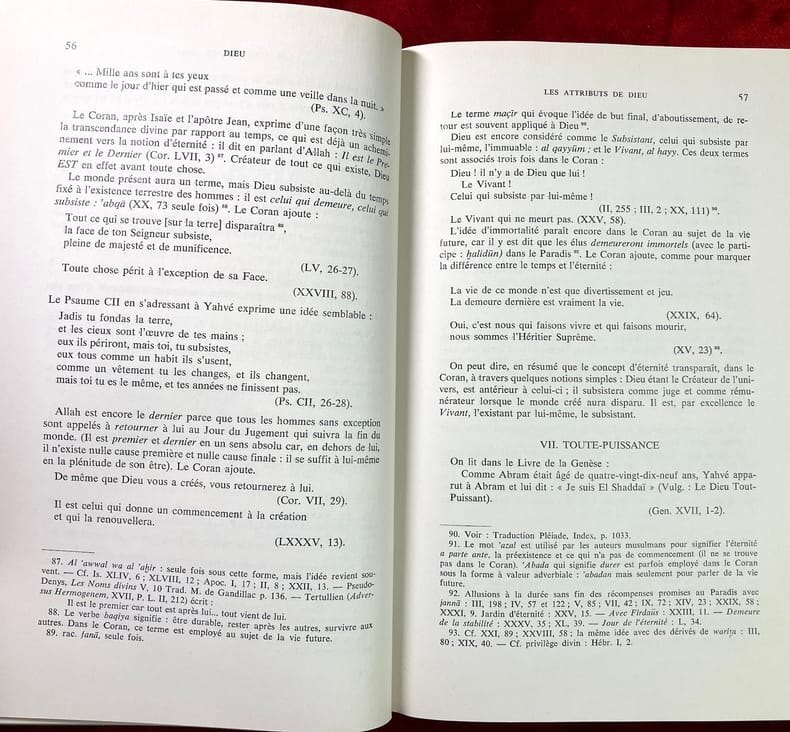 56
DIEU
« ... Mille ans sont à tes yeux
comme le jour d'hier qui est passé et comme une veille dans la nuit. »
(Ps. XC, 4).
Le Coran, après Isaïe et l'apôtre Jean, exprime d'une façon très simple
la transcendance divine par rapport au temps, ce qui est déjà un achemi-
nement vers la notion d'éternité : il dit en parlant d'Allah : Il est le Pre-
mier et le Dernier (Cor. LVII, 3) 87. Créateur de tout ce qui existe, Dieu
EST en effet avant toute chose.
Le monde présent aura un terme, mais Dieu subsiste au-delà du temps
fixé à l'existence terrestre des hommes : il est celui qui demeure, celui qui
subsiste : 'abqā (XX, 73 seule fois) 88. Le Coran ajoute :
Tout ce qui se trouve [sur la terre] disparaîtra 89,
la face de ton Seigneur subsiste,
pleine de majesté et de munificence.
(LV, 26-27).
Toute chose périt à l'exception de sa Face.
(XXVIII, 88).
Le Psaume CII en s'adressant à Yahvé exprime une idée semblable :
Jadis tu fondas la terre,
et les cieux sont l'œuvre de tes mains ;
eux ils périront, mais toi, tu subsistes,
eux tous comme un habit ils s'usent,
comme un vêtement tu les changes, et ils changent,
mais toi tu es le même, et tes années ne finissent pas.
(Ps. CII, 26-28).
Allah est encore le dernier parce que tous les hommes sans exception
sont appelés à retourner à lui au Jour du Jugement qui suivra la fin du
monde. (Il est premier et dernier en un sens absolu car, en dehors de lui,
il n'existe nulle cause première et nulle cause finale : il se suffit à lui-même
en la plénitude de son être). Le Coran ajoute.
De même que Dieu vous a créés, vous retournerez à lui.
(Cor. VII, 29).
Il est celui qui donne un commencement à la création
et qui la renouvellera.
(LXXXV, 13).
87. Al 'awwal wa al 'aḫir : seule fois sous cette forme, mais l'idée revient sou-
vent. — Cf. Is. XLIV, 6 ; XLVIII, 12 ; Apoc. I, 17 ; II, 8 ; XXII, 13. — Pseudo-
Denys, Les Noms divins V, 10 Trad. M. de Gandillac p. 136. — Tertullien (Adver-
sus Hermogenem, XVII, P. L. II, 212) écrit :
Il est le premier car tout est après lui... tout vient de lui.
88. Le verbe baqiya signifie : être durable, rester après les autres, survivre aux
autres. Dans le Coran, ce terme est employé au sujet de la vie future.
89. rac. fanā, seule fois.
LES ATTRIBUTS DE DIEU
57
Le terme maçīr qui évoque l'idée de but final, d'aboutissement, de re-
tour est souvent appliqué à Dieu 90.
Dieu est encore considéré comme le Subsistant, celui qui subsiste par
lui-même, l'immuable : al qayyūm ; et le Vivant, al hayy. Ces deux termes
sont associés trois fois dans le Coran :
Dieu ! il n'y a de Dieu que lui !
Le Vivant !
Celui qui subsiste par lui-même !
(II, 255 ; III, 2 ; XX, 111) 91.
Le Vivant qui ne meurt pas. (XXV, 58).
L'idée d'immortalité paraît encore dans le Coran au sujet de la vie
future, car il y est dit que les élus demeureront immortels (avec le parti-
cipe : ḫalidūn) dans le Paradis 92. Le Coran ajoute, comme pour marquer
la différence entre le temps et l'éternité :
La vie de ce monde n'est que divertissement et jeu.
La demeure dernière est vraiment la vie.
(XXIX, 64).
Oui, c'est nous qui faisons vivre et qui faisons mourir,
nous sommes l'Héritier Suprême.
(XV, 23) 93.
On peut dire, en résumé que le concept d'éternité transparaît, dans le
Coran, à travers quelques notions simples : Dieu étant le Créateur de l'uni-
vers, est antérieur à celui-ci ; il subsistera comme juge et comme rému-
nérateur lorsque le monde créé aura disparu. Il est, par excellence le
Vivant, l'existant par lui-même, le subsistant.
VII. TOUTE-PUISSANCE
On lit dans le Livre de la Genèse :
Comme Abram était âgé de quatre-vingt-dix-neuf ans, Yahvé appa-
rut à Abram et lui dit : « Je suis El Shaddaï » (Vulg. : Le Dieu Tout-
Puissant).
(Gen. XVII, 1-2).
90. Voir : Traduction Pléiade, Index, p. 1033.
91. Le mot 'azal est utilisé par les auteurs musulmans pour signifier l'éternité
a parte ante, la préexistence et ce qui n'a pas de commencement (il ne se trouve
pas dans le Coran). 'Abada qui signifie durer est parfois employé dans le Coran
sous la forme à valeur adverbiale : 'abadan mais seulement pour parler de la vie
future.
92. Allusions à la durée sans fin des récompenses promises au Paradis avec
jannā : III, 198 ; IV, 57 et 122 ; V, 85 ; VII, 42 ; IX, 72 ; XIV, 23 ; XXIX, 58 ;
XXXI, 9. Jardin d'éternité : XXV, 15. — Avec Firdaūs : XXIII, 11. — Demeure
de la stabilité : XXXV, 35 ; XL, 39. — Jour de l'éternité : L, 34.
93. Cf. XXI, 89 ; XXVIII, 58 ; la même idée avec des dérivés de wariṯa : III,
80 ; XIX, 40. — Cf. privilège divin : Hébr. I, 2.